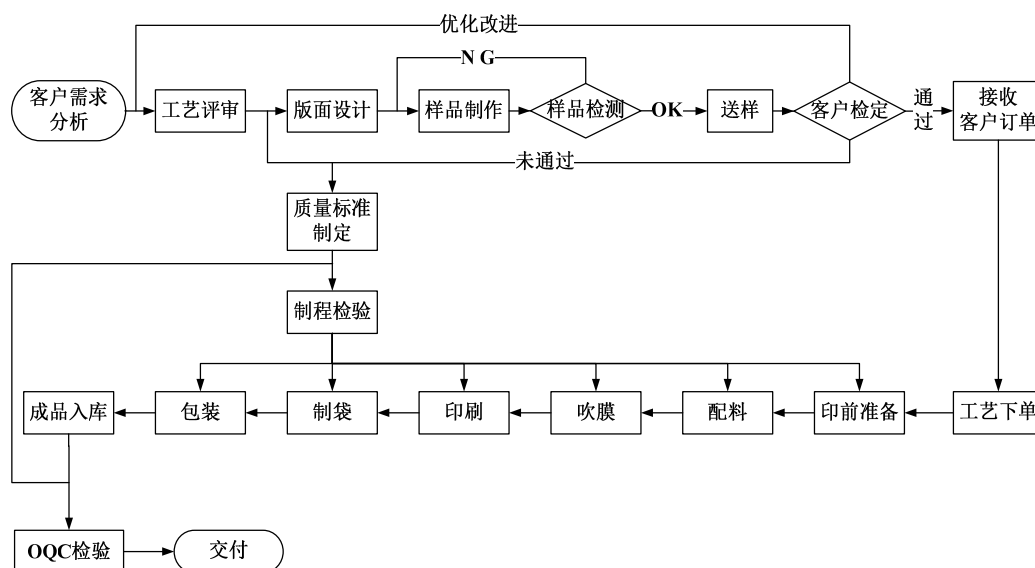 优化改进
N G
客户需求
分析
工艺评审
版面设计
样品制作
样品检测
OK
送样
客户检定
通
过
接收
客户订单
未通过
质量标准
制定
制程检验
成品入库
包装
制袋
印刷
吹膜
配料
印前准备
工艺下单
OQC检验
交付